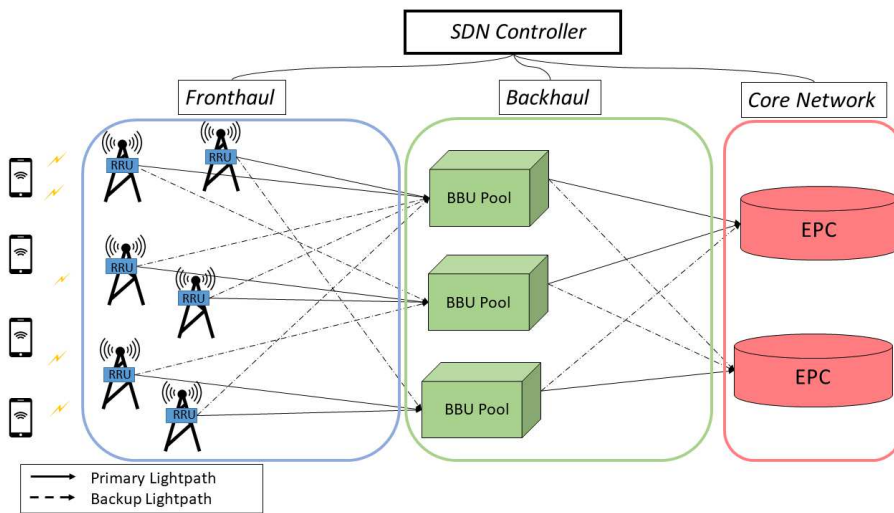 SDN Controller
Fronthaul
Backhaul
Core Network
RRU
RRU
RRU
RRU
RRU
RRU
BBU Pool
BBU Pool
BBU Pool
EPC
EPC
Primary Lightpath
Backup Lightpath